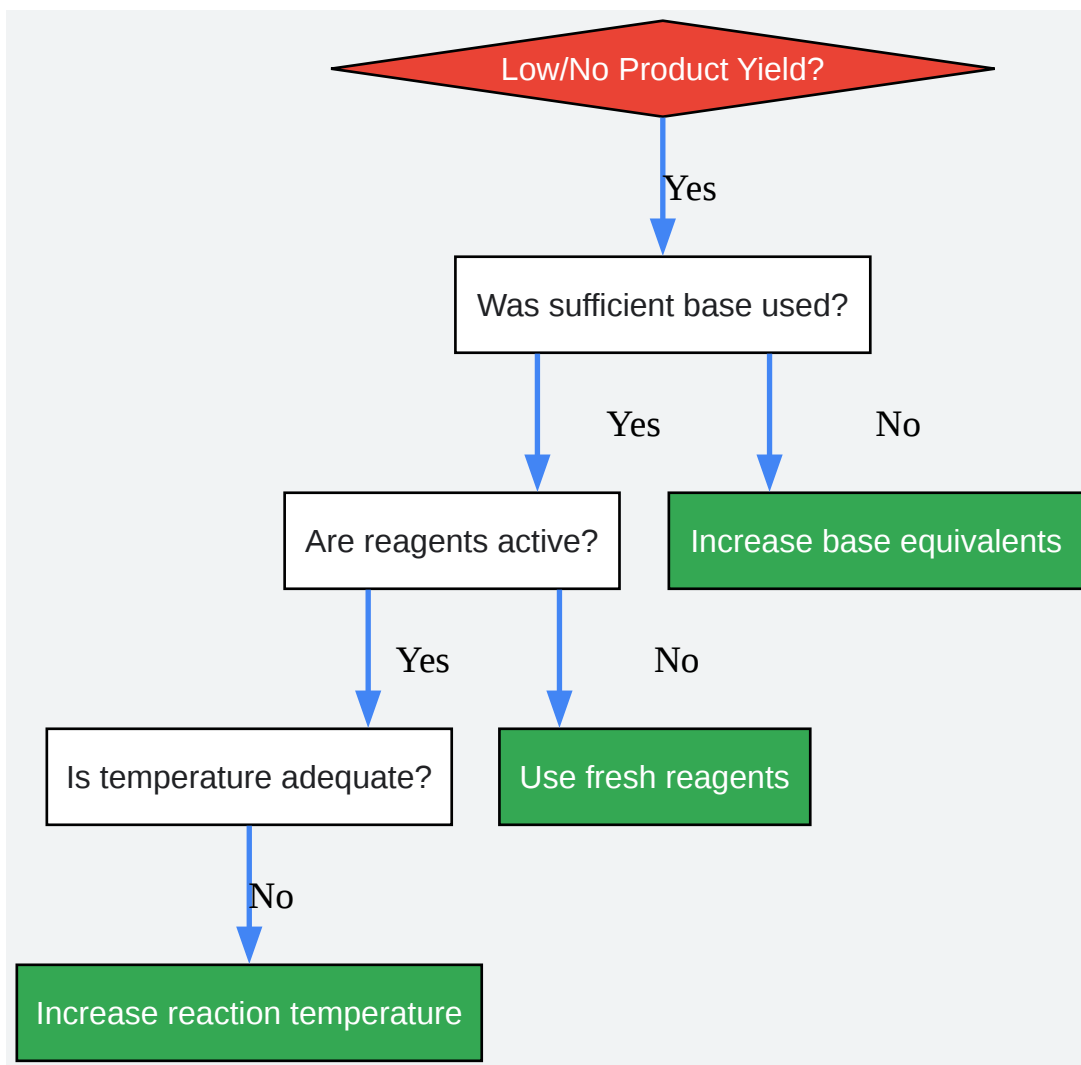 Low/No Product Yield?
Yes
Was sufficient base used?
Yes
No
Are reagents active?
Increase base equivalents
Yes
No
Is temperature adequate?
Use fresh reagents
No
Increase reaction temperature